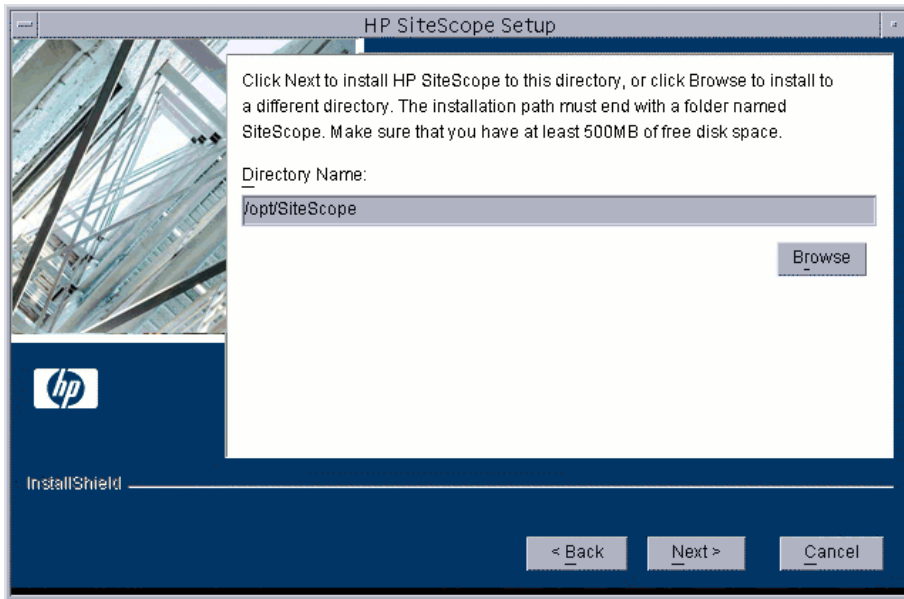 HP SiteScope Setup
Click Next to install HP SiteScope to this directory, or click Browse to install to
a different directory. The installation path must end with a folder named
SiteScope. Make sure that you have at least 500MB of free disk space.
Directory Name:
/opt/SiteScope
Browse
hp
InstallShield
< Back
Next >
Cancel